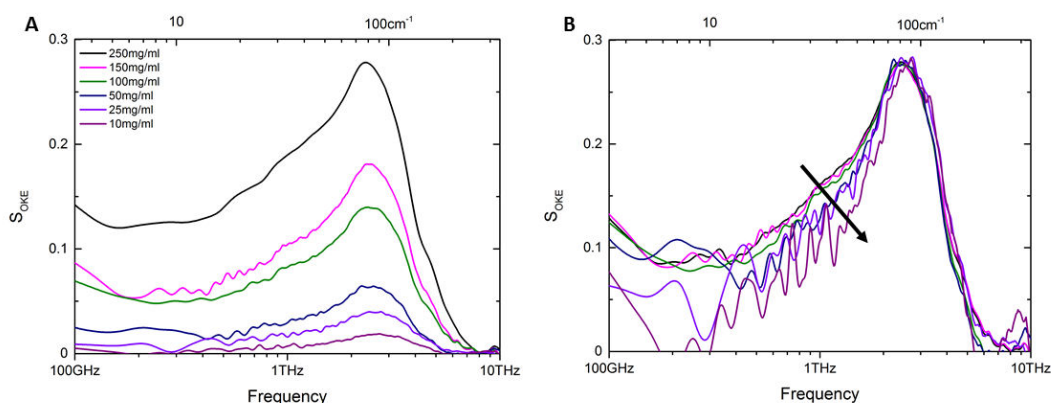 A
10
100cm⁻¹
0.3
0.2
0.1
0
S_OKE
250mg/ml
150mg/ml
100mg/ml
50mg/ml
25mg/ml
10mg/ml
100GHz
1THz
10THz
Frequency
B
10
100cm⁻¹
0.3
0.2
0.1
0
S_OKE
100GHz
1THz
10THz
Frequency